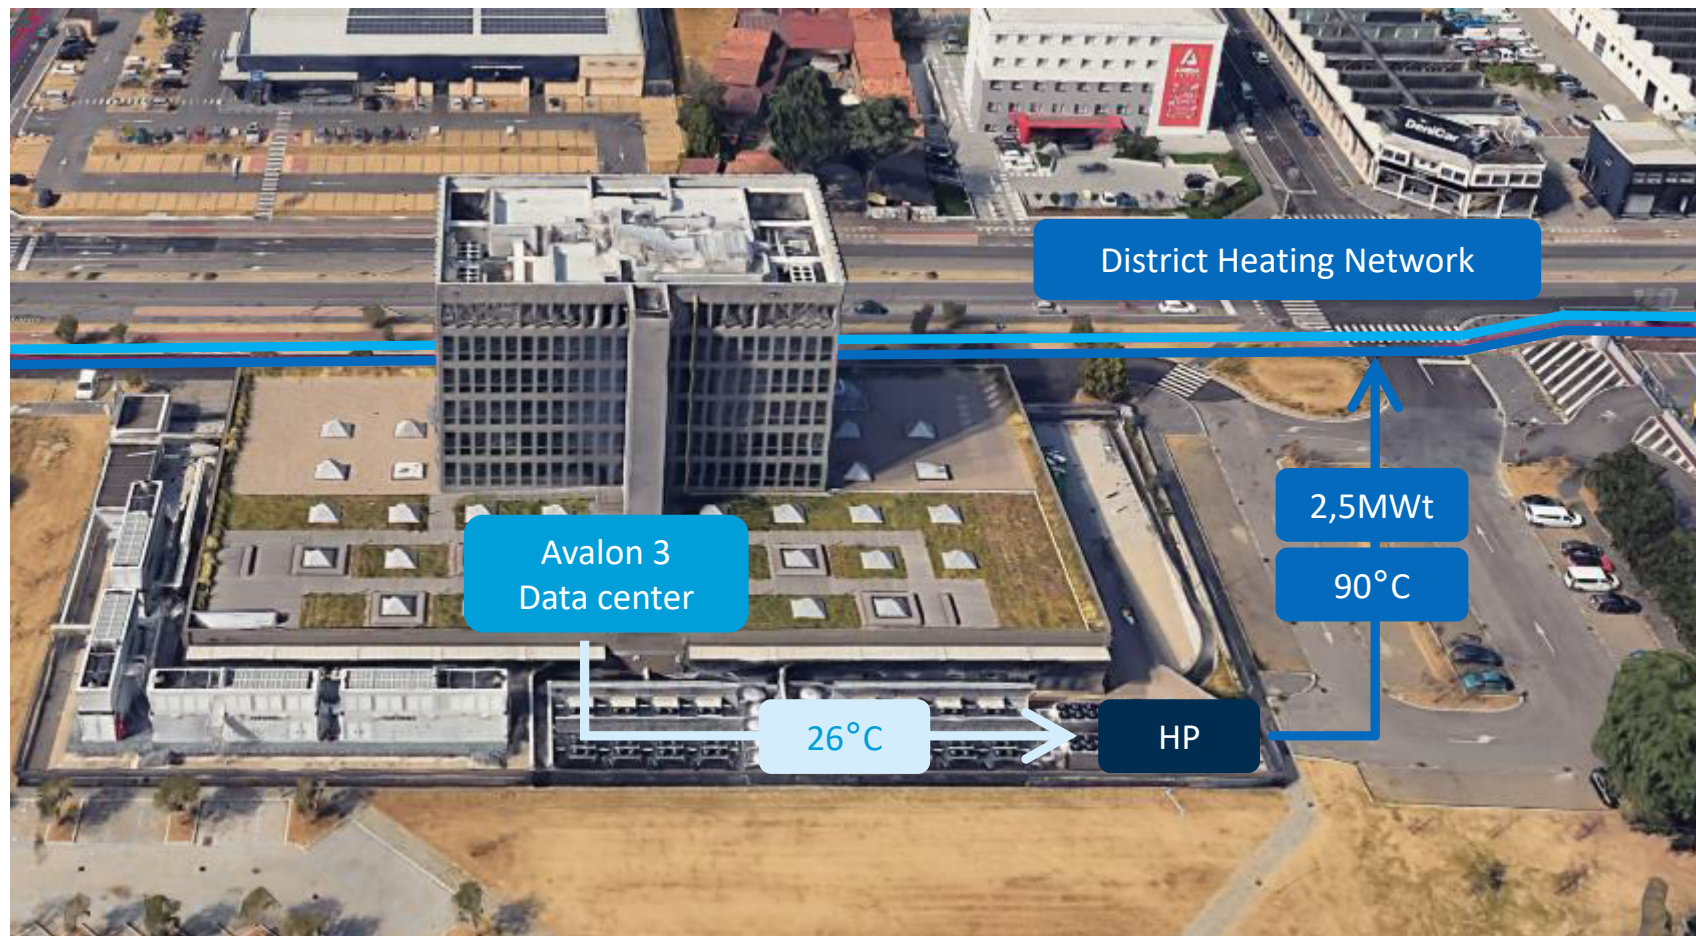 District Heating Network
DeniCar
2,5MWt
90°C
Avalon 3
Data center
26°C
HP